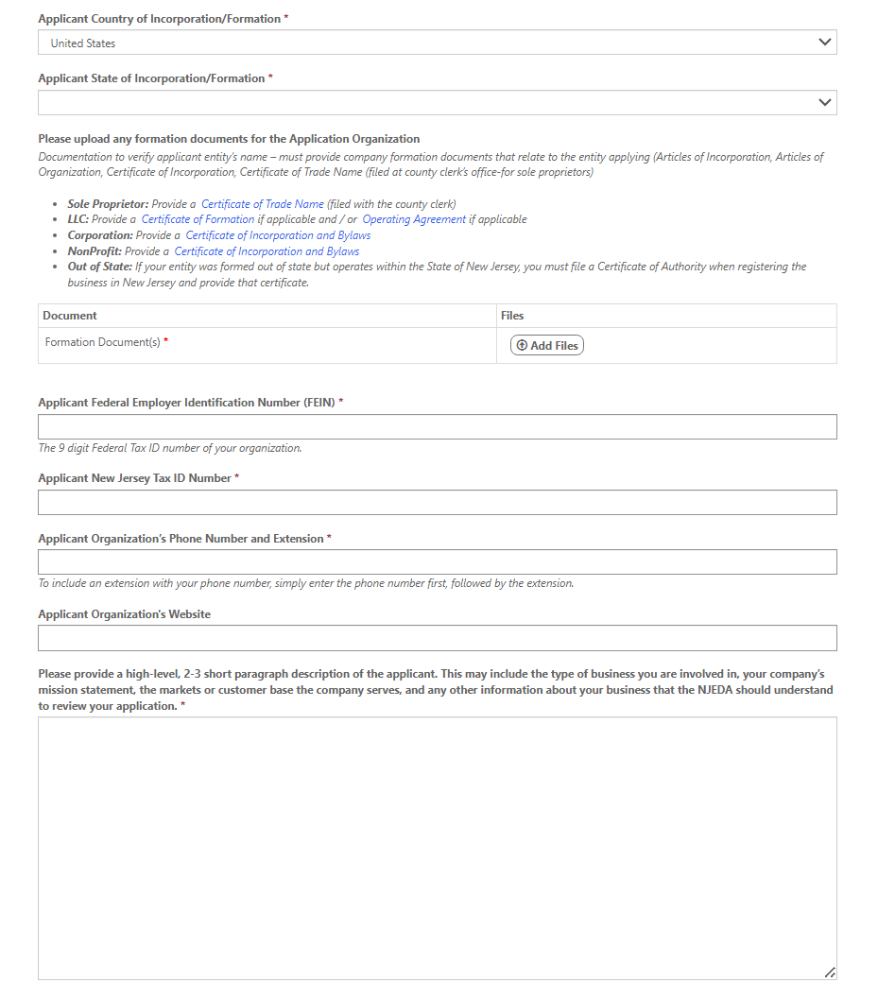 Applicant Country of Incorporation/Formation *
United States
Applicant State of Incorporation/Formation *
Please upload any formation documents for the Application Organization
Documentation to verify applicant entity's name – must provide company formation documents that relate to the entity applying (Articles of Incorporation, Articles of
Organization, Certificate of Incorporation, Certificate of Trade Name (filed at county clerk's office-for sole proprietors)
• Sole Proprietor: Provide a Certificate of Trade Name (filed with the county clerk)
• LLC: Provide a Certificate of Formation if applicable and / or Operating Agreement if applicable
• Corporation: Provide a Certificate of Incorporation and Bylaws
• NonProfit: Provide a Certificate of Incorporation and Bylaws
• Out of State: If your entity was formed out of state but operates within the State of New Jersey, you must file a Certificate of Authority when registering the
business in New Jersey and provide that certificate.
Document Files
Formation Document(s) * Add Files
Applicant Federal Employer Identification Number (FEIN) *
The 9 digit Federal Tax ID number of your organization.
Applicant New Jersey Tax ID Number *
Applicant Organization's Phone Number and Extension *
To include an extension with your phone number, simply enter the phone number first, followed by the extension.
Applicant Organization's Website
Please provide a high-level, 2-3 short paragraph description of the applicant. This may include the type of business you are involved in, your company's
mission statement, the markets or customer base the company serves, and any other information about your business that the NJEDA should understand
to review your application. *